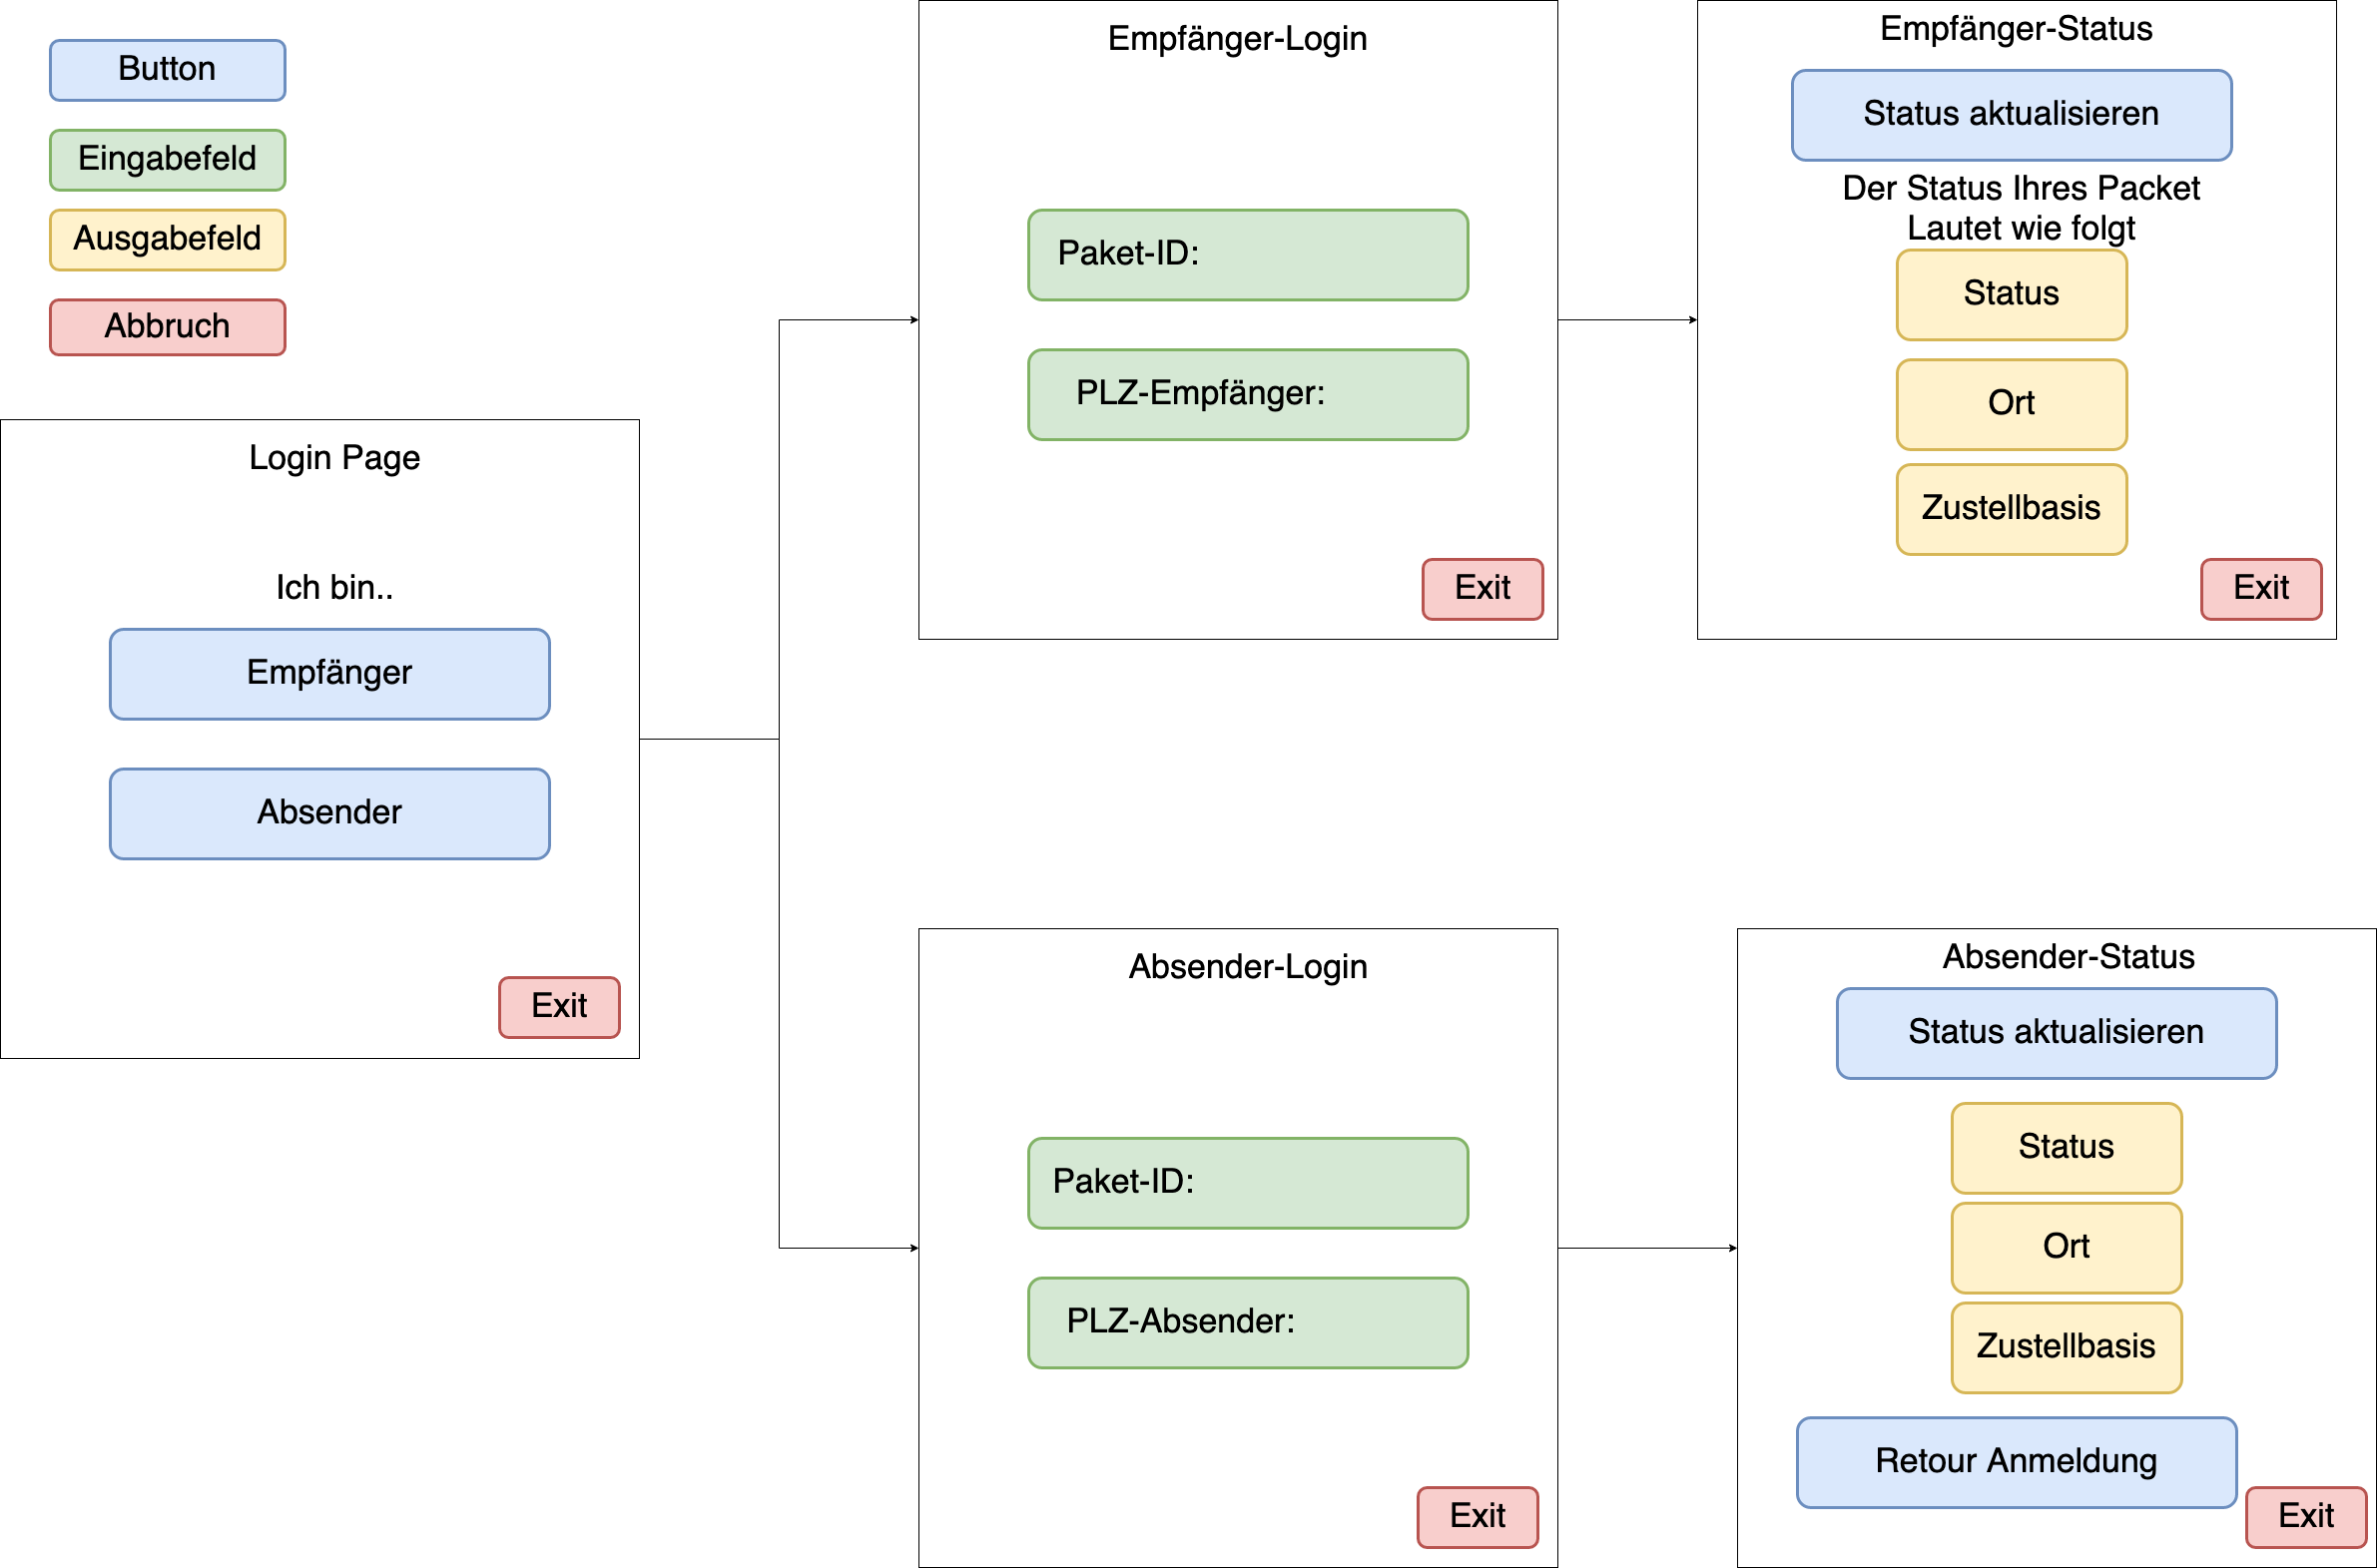 Button
Eingabefeld
Ausgabefeld
Abbruch
Login Page
Ich bin..
Empfänger
Absender
Exit
Empfänger-Login
Paket-ID:
PLZ-Empfänger:
Exit
Empfänger-Status
Status aktualisieren
Der Status Ihres Packet
Lautet wie folgt
Status
Ort
Zustellbasis
Exit
Absender-Login
Paket-ID:
PLZ-Absender:
Exit
Absender-Status
Status aktualisieren
Status
Ort
Zustellbasis
Retour Anmeldung
Exit